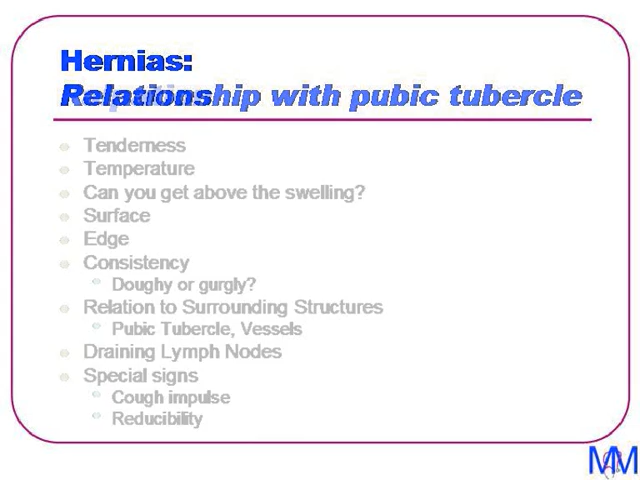 Hernias:
Relationship with pubic tubercle
Tenderness
Temperature
Can you get above the swelling?
Surface
Edge
Consistency
Doughy or gurgly?
Relation to Surrounding Structures
Pubic Tubercle, Vessels
Draining Lymph Nodes
Special signs
Cough impulse
Reducibility
MM